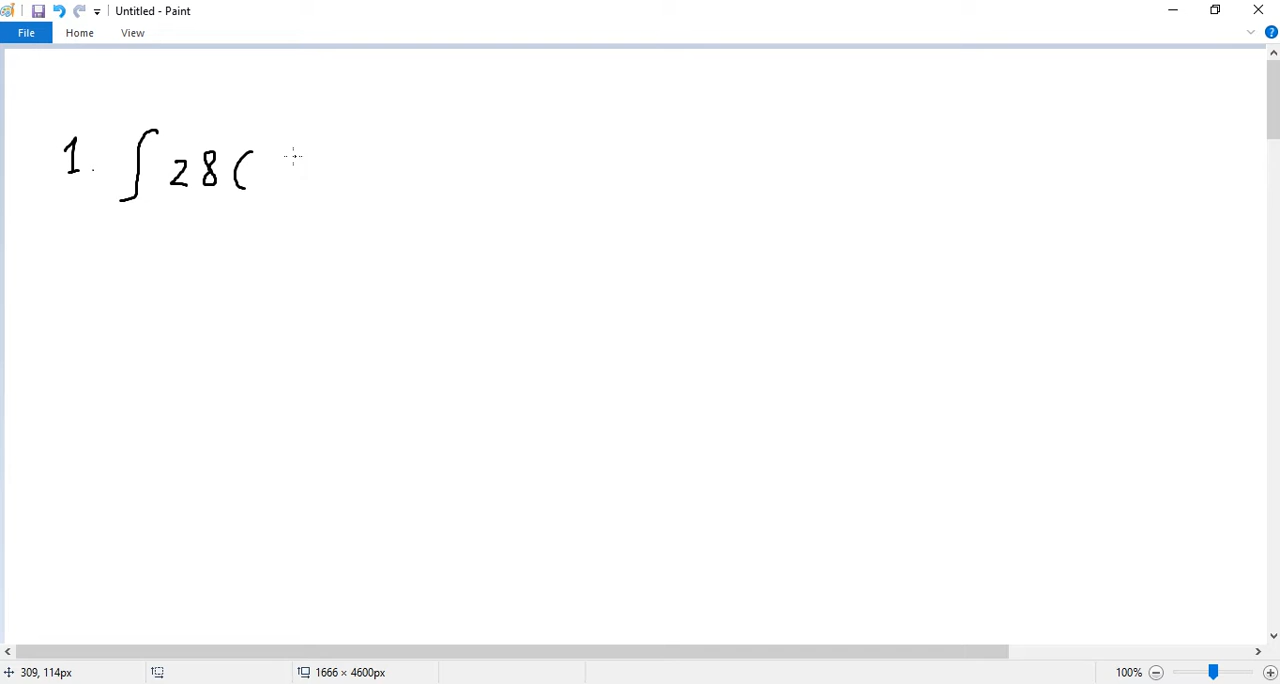 Untitled - Paint
File Home View
1. ∫ 28(
309, 114px 1666 × 4600px 100%